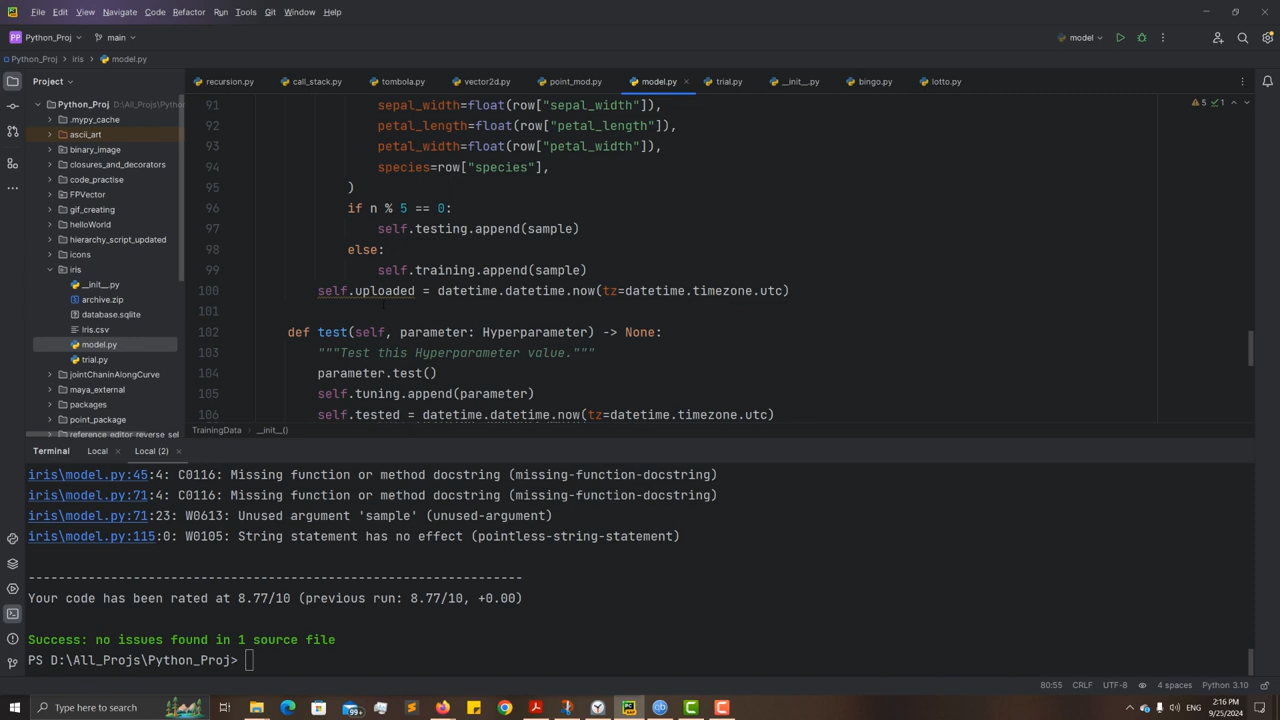 File Edit View Navigate Code Refactor Run Tools Git Window Help
PP Python_Proj main model
Python_Proj iris model.py
Project recursion.py call_stack.py tombola.py vector2d.py point_mod.py model.py trial.py __init__.py bingo.py lotto.py
Python_Proj D:\All_Projs\Python
.mypy_cache
ascii_art
binary_image
closures_and_decorators
code_practise
FPVector
gif_creating
helloWorld
hierarchy_script_updated
icons
iris
__init__.py
archive.zip
database.sqlite
Iris.csv
model.py
trial.py
jointChaninAlongCurve
maya_external
packages
point_package
reference_editor_reverse_sel
5 1
91 sepal_width=float(row["sepal_width"]),
92 petal_length=float(row["petal_length"]),
93 petal_width=float(row["petal_width"]),
94 species=row["species"],
95 )
96 if n % 5 == 0:
97 self.testing.append(sample)
98 else:
99 self.training.append(sample)
100 self.uploaded = datetime.datetime.now(tz=datetime.timezone.utc)
101
102 def test(self, parameter: Hyperparameter) -> None:
103 """Test this Hyperparameter value."""
104 parameter.test()
105 self.tuning.append(parameter)
106 self.tested = datetime.datetime.now(tz=datetime.timezone.utc)
TrainingData __init__()
Terminal Local Local (2)
iris\model.py:45:4: C0116: Missing function or method docstring (missing-function-docstring)
iris\model.py:71:4: C0116: Missing function or method docstring (missing-function-docstring)
iris\model.py:71:23: W0613: Unused argument 'sample' (unused-argument)
iris\model.py:115:0: W0105: String statement has no effect (pointless-string-statement)
------------------------------------------------------------------
Your code has been rated at 8.77/10 (previous run: 8.77/10, +0.00)
Success: no issues found in 1 source file
PS D:\All_Projs\Python_Proj>
80:55 CRLF UTF-8 4 spaces Python 3.10
Type here to search 99+ ENG 2:16 PM
9/25/2024